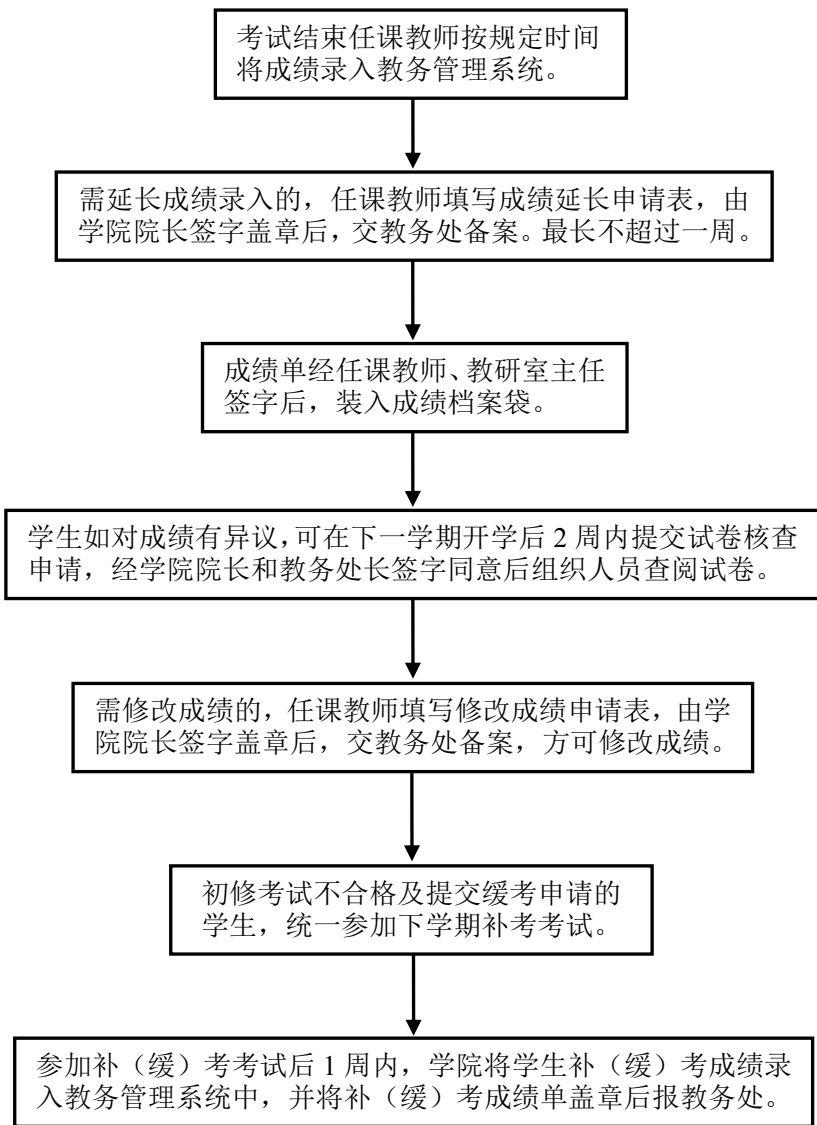 考试结束任课教师按规定时间
将成绩录入教务管理系统。
需延长成绩录入的，任课教师填写成绩延长申请表，由
学院院长签字盖章后，交教务处备案。最长不超过一周。
成绩单经任课教师、教研室主任
签字后，装入成绩档案袋。
学生如对成绩有异议，可在下一学期开学后 2 周内提交试卷核查
申请，经学院院长和教务处长签字同意后组织人员查阅试卷。
需修改成绩的，任课教师填写修改成绩申请表，由学
院院长签字盖章后，交教务处备案，方可修改成绩。
初修考试不合格及提交缓考申请的
学生，统一参加下学期补考考试。
参加补（缓）考考试后 1 周内，学院将学生补（缓）考成绩录
入教务管理系统中，并将补（缓）考成绩单盖章后报教务处。